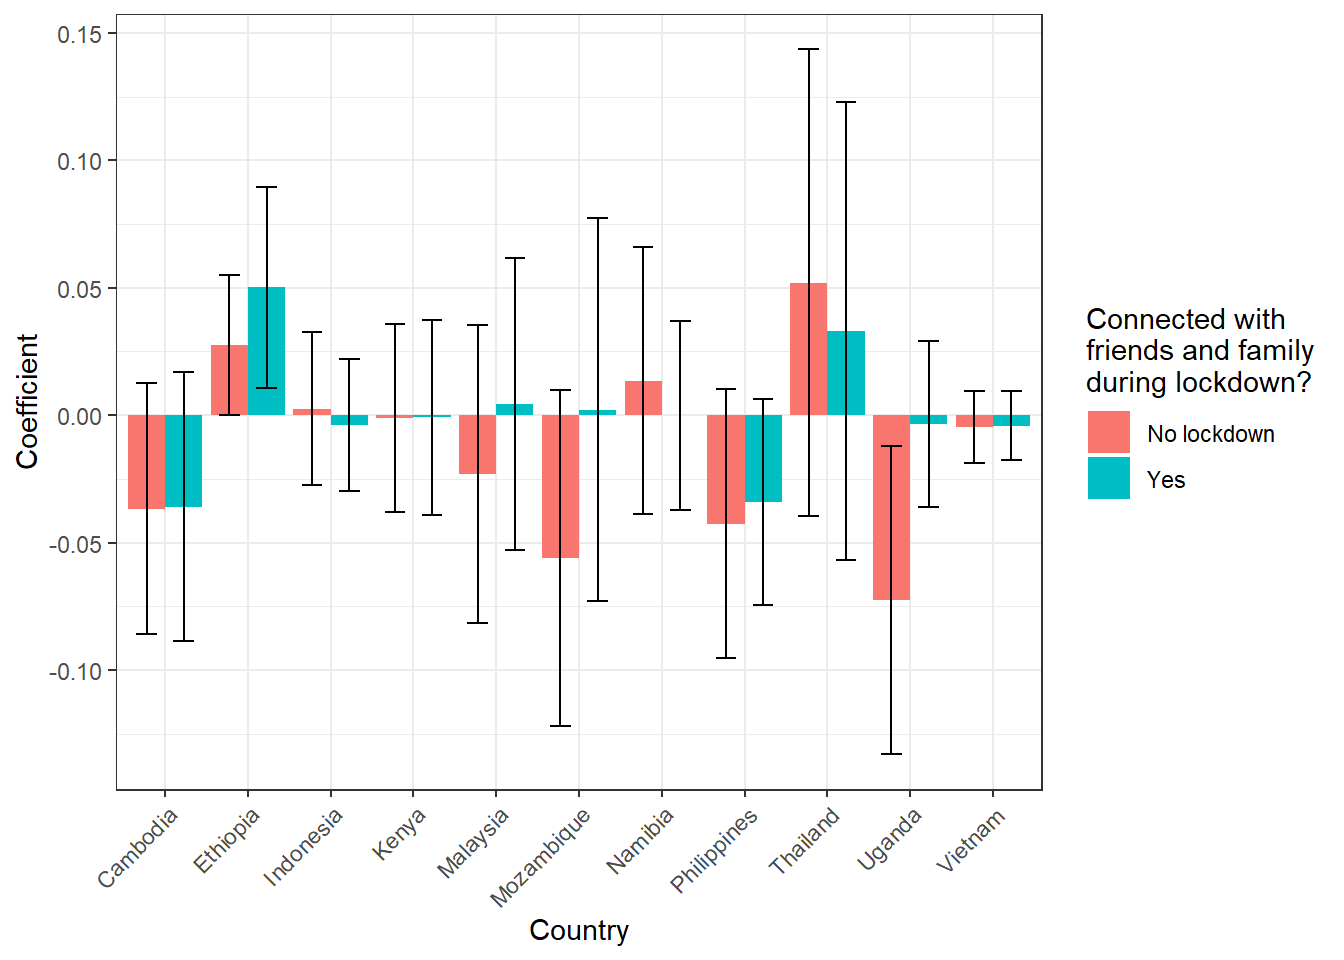 0.15
0.10
0.05
0.00
-0.05
-0.10
Coefficient
Cambodia
Ethiopia
Indonesia
Kenya
Malaysia
Mozambique
Namibia
Philippines
Thailand
Uganda
Vietnam
Country
Connected with
friends and family
during lockdown?
No lockdown
Yes